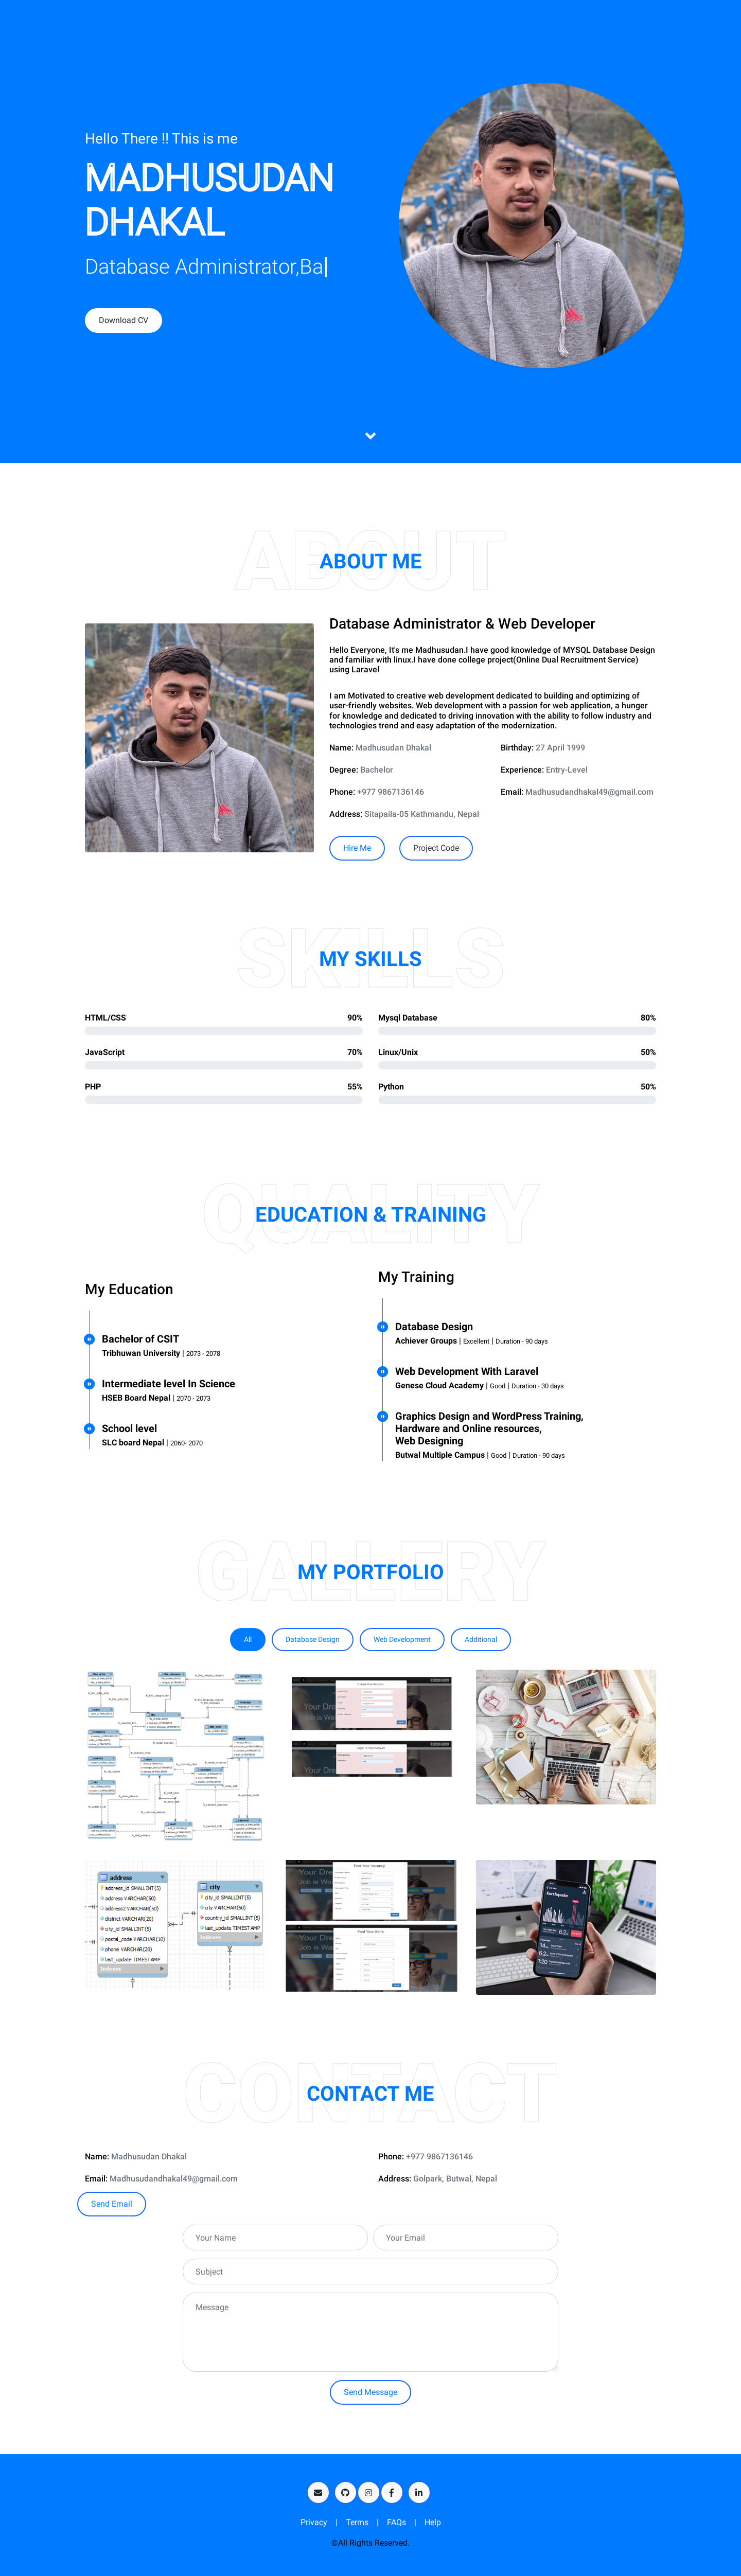 Hello There !! This is me
MADHUSUDAN
DHAKAL
Database Administrator,Ba
Download CV
ABOUT
ABOUT ME
Database Administrator & Web Developer
Hello Everyone, It's me Madhusudan.I have good knowledge of MYSQL Database Design
and familiar with linux.I have done college project(Online Dual Recruitment Service)
using Laravel
I am Motivated to creative web development dedicated to building and optimizing of
user-friendly websites. Web development with a passion for web application, a hunger
for knowledge and dedicated to driving innovation with the ability to follow industry and
technologies trend and easy adaptation of the modernization.
Name: Madhusudan Dhakal
Birthday: 27 April 1999
Degree: Bachelor
Experience: Entry-Level
Phone: +977 9867136146
Email: Madhusudandhakal49@gmail.com
Address: Sitapaila-05 Kathmandu, Nepal
Hire Me
Project Code
SKILLS
MY SKILLS
HTML/CSS 90%
Mysql Database 80%
JavaScript 70%
Linux/Unix 50%
PHP 55%
Python 50%
QUALITY
EDUCATION & TRAINING
My Education
Bachelor of CSIT
Tribhuwan University | 2073 - 2078
Intermediate level In Science
HSEB Board Nepal | 2070 - 2073
School level
SLC board Nepal | 2060- 2070
My Training
Database Design
Achiever Groups | Excellent | Duration - 90 days
Web Development With Laravel
Genese Cloud Academy | Good | Duration - 30 days
Graphics Design and WordPress Training,
Hardware and Online resources,
Web Designing
Butwal Multiple Campus | Good | Duration - 90 days
GALLERY
MY PORTFOLIO
All
Database Design
Web Development
Additional
address
address_id SMALLINT(5)
address VARCHAR(50)
address2 VARCHAR(50)
district VARCHAR(20)
city_id SMALLINT(5)
postal_code VARCHAR(10)
phone VARCHAR(20)
last_update TIMESTAMP
Indexes
city
city_id SMALLINT(5)
city VARCHAR(50)
country_id SMALLINT(5)
last_update TIMESTAMP
Indexes
Your Dre
Job is Wa
Earthquake
CONTACT
CONTACT ME
Name: Madhusudan Dhakal
Phone: +977 9867136146
Email: Madhusudandhakal49@gmail.com
Address: Golpark, Butwal, Nepal
Send Email
Your Name
Your Email
Subject
Message
Send Message
Privacy | Terms | FAQs | Help
©All Rights Reserved.